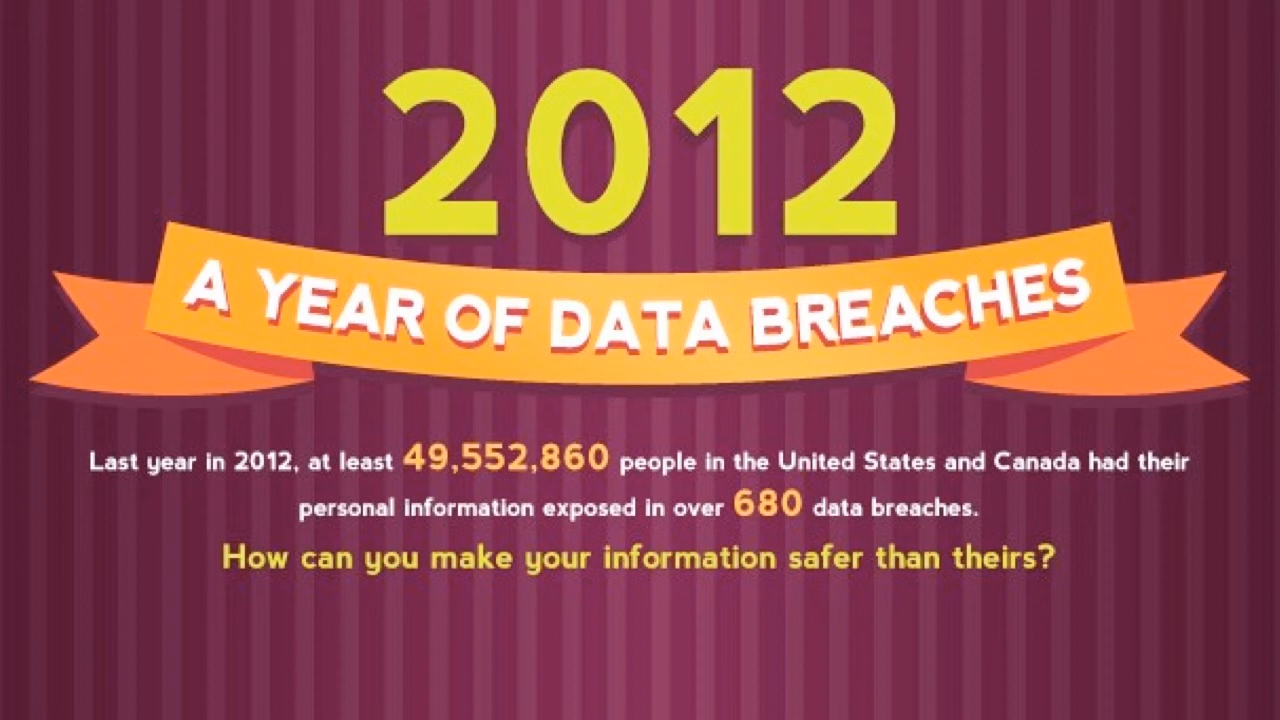 2012
A YEAR OF DATA BREACHES
Last year in 2012, at least 49,552,860 people in the United States and Canada had their
personal information exposed in over 680 data breaches.
How can you make your information safer than theirs?